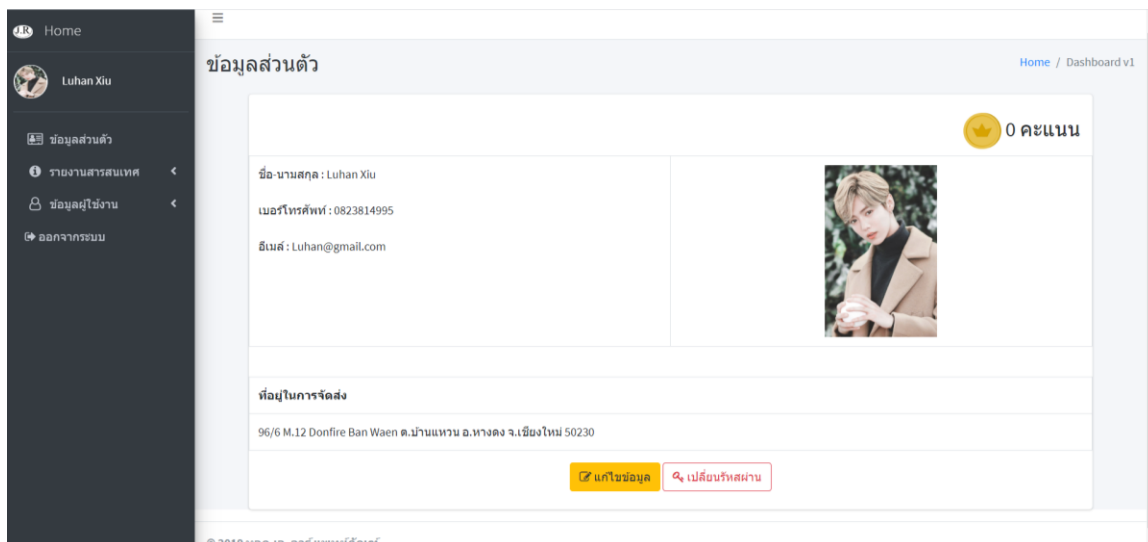 J.R Home
Luhan Xiu
ข้อมูลส่วนตัว
รายงานสารสนเทศ
ข้อมูลผู้ใช้งาน
ออกจากระบบ
ข้อมูลส่วนตัว
Home / Dashboard v1
0 คะแนน
ชื่อ-นามสกุล : Luhan Xiu
เบอร์โทรศัพท์ : 0823814995
อีเมล์ : Luhan@gmail.com
ที่อยู่ในการจัดส่ง
96/6 M.12 Donfire Ban Waen ต.บ้านแหวน อ.หางดง จ.เชียงใหม่ 50230
แก้ไขข้อมูล เปลี่ยนรหัสผ่าน